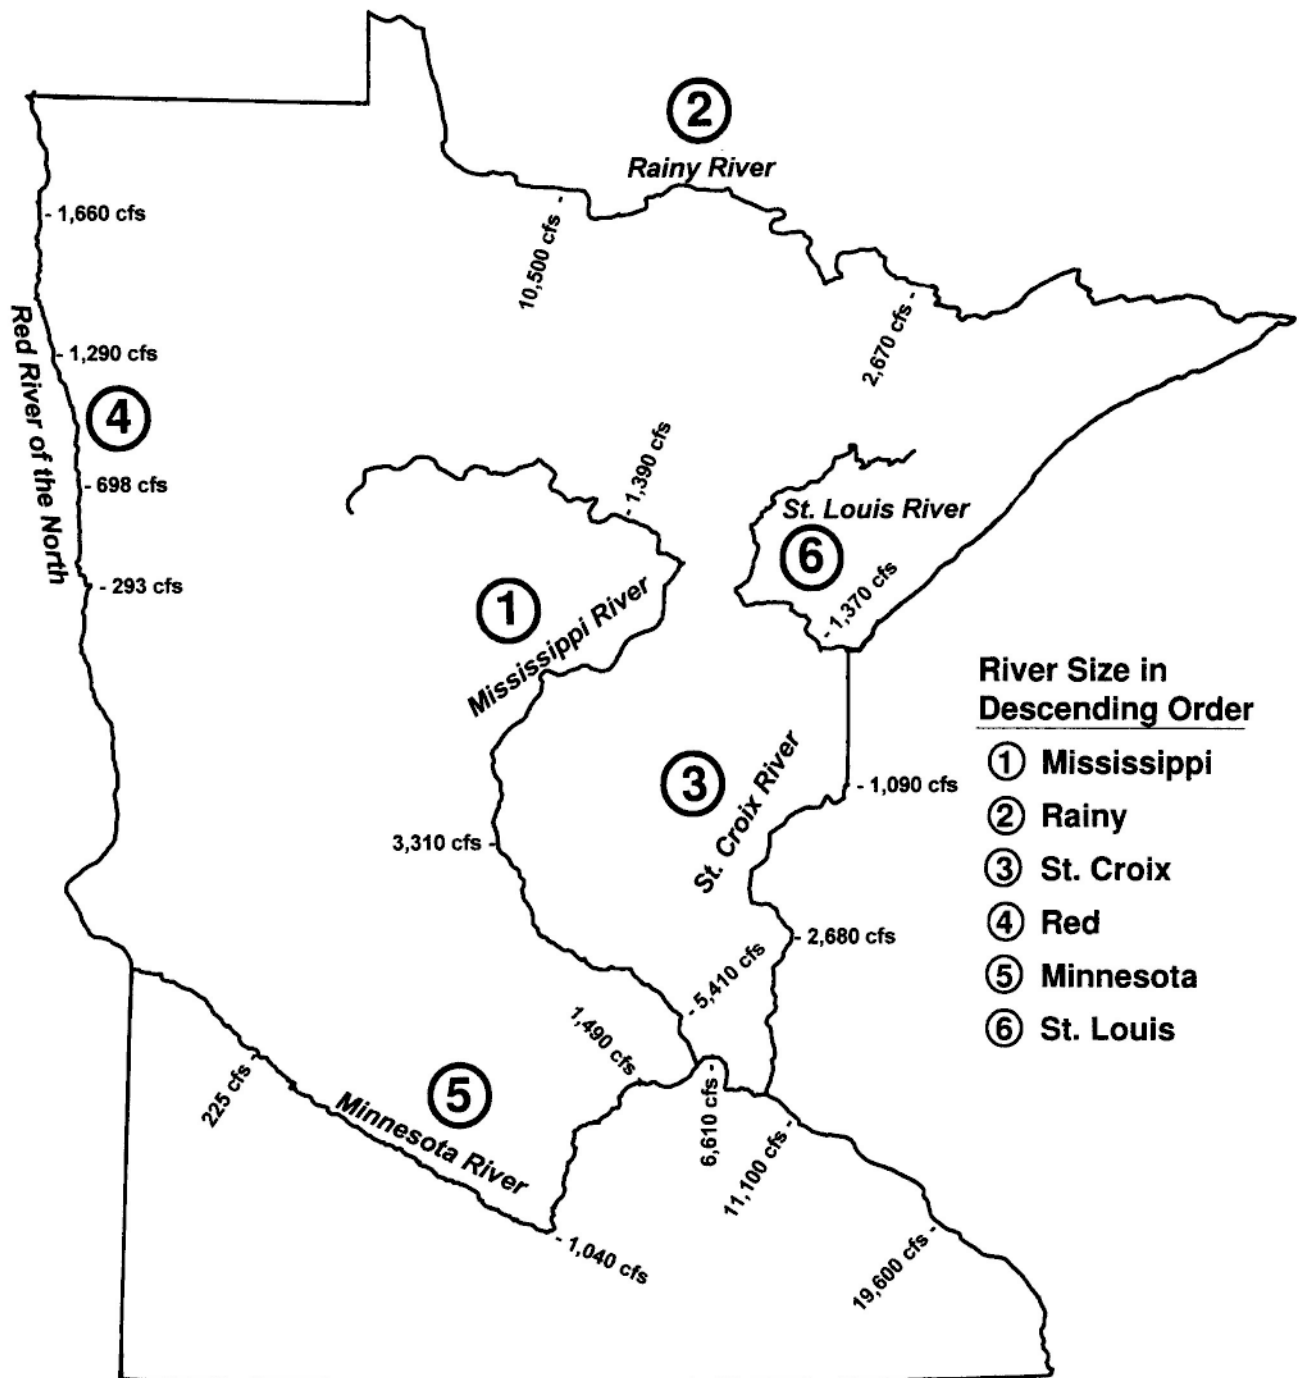 2
Rainy River
- 1,660 cfs
10,500 cfs -
2,670 cfs -
Red River of the North
- 1,290 cfs
4
- 698 cfs
- 293 cfs
- 1,390 cfs
St. Louis River
6
- 1,370 cfs
1
Mississippi River
3
St. Croix River
- 1,090 cfs
3,310 cfs -
- 2,680 cfs
- 5,410 cfs
1,490 cfs -
225 cfs -
5
Minnesota River
6,610 cfs -
11,100 cfs -
- 1,040 cfs
19,600 cfs -
River Size in
Descending Order
1 Mississippi
2 Rainy
3 St. Croix
4 Red
5 Minnesota
6 St. Louis